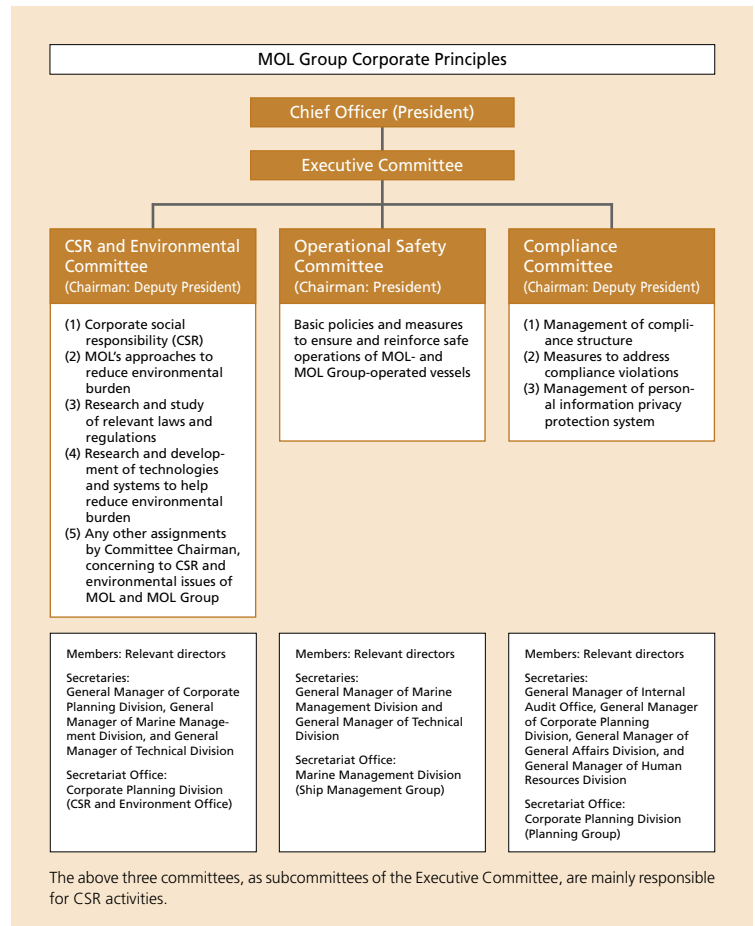 MOL Group Corporate Principles
Chief Officer (President)
Executive Committee
CSR and Environmental
Committee
(Chairman: Deputy President)
(1) Corporate social
responsibility (CSR)
(2) MOL's approaches to
reduce environmental
burden
(3) Research and study
of relevant laws and
regulations
(4) Research and develop-
ment of technologies
and systems to help
reduce environmental
burden
(5) Any other assignments
by Committee Chairman,
concerning to CSR and
environmental issues of
MOL and MOL Group
Members: Relevant directors
Secretaries:
General Manager of Corporate
Planning Division, General
Manager of Marine Manage-
ment Division, and General
Manager of Technical Division
Secretariat Office:
Corporate Planning Division
(CSR and Environment Office)
Operational Safety
Committee
(Chairman: President)
Basic policies and measures
to ensure and reinforce safe
operations of MOL- and
MOL Group-operated vessels
Members: Relevant directors
Secretaries:
General Manager of Marine
Management Division and
General Manager of Technical
Division
Secretariat Office:
Marine Management Division
(Ship Management Group)
Compliance
Committee
(Chairman: Deputy President)
(1) Management of compli-
ance structure
(2) Measures to address
compliance violations
(3) Management of person-
al information privacy
protection system
Members: Relevant directors
Secretaries:
General Manager of Internal
Audit Office, General Manager
of Corporate Planning
Division, General Manager of
General Affairs Division, and
General Manager of Human
Resources Division
Secretariat Office:
Corporate Planning Division
(Planning Group)
The above three committees, as subcommittees of the Executive Committee, are mainly responsible
for CSR activities.